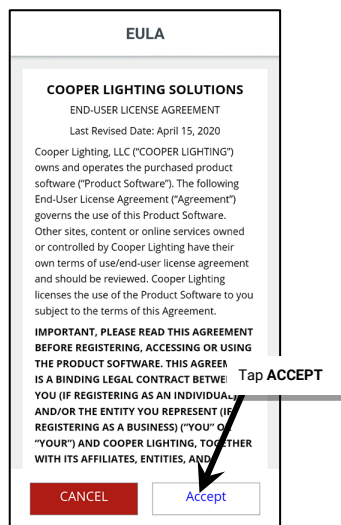 EULA
COOPER LIGHTING SOLUTIONS
END-USER LICENSE AGREEMENT
Last Revised Date: April 15, 2020
Cooper Lighting, LLC (“COOPER LIGHTING”)
owns and operates the purchased product
software (“Product Software”). The following
End-User License Agreement (“Agreement”)
governs the use of this Product Software.
Other sites, content or online services owned
or controlled by Cooper Lighting have their
own terms of use/end-user license agreement
and should be reviewed. Cooper Lighting
licenses the use of the Product Software to you
subject to the terms of this Agreement.
IMPORTANT, PLEASE READ THIS AGREEMENT
BEFORE REGISTERING, ACCESSING OR USING
THE PRODUCT SOFTWARE. THIS AGREEM
IS A BINDING LEGAL CONTRACT BETWE
YOU (IF REGISTERING AS AN INDIVIDUAL)
AND/OR THE ENTITY YOU REPRESENT (IF
REGISTERING AS A BUSINESS) (“YOU” O
“YOUR”) AND COOPER LIGHTING, TOGETHER
WITH ITS AFFILIATES, ENTITIES, AND
Tap ACCEPT
CANCEL
Accept